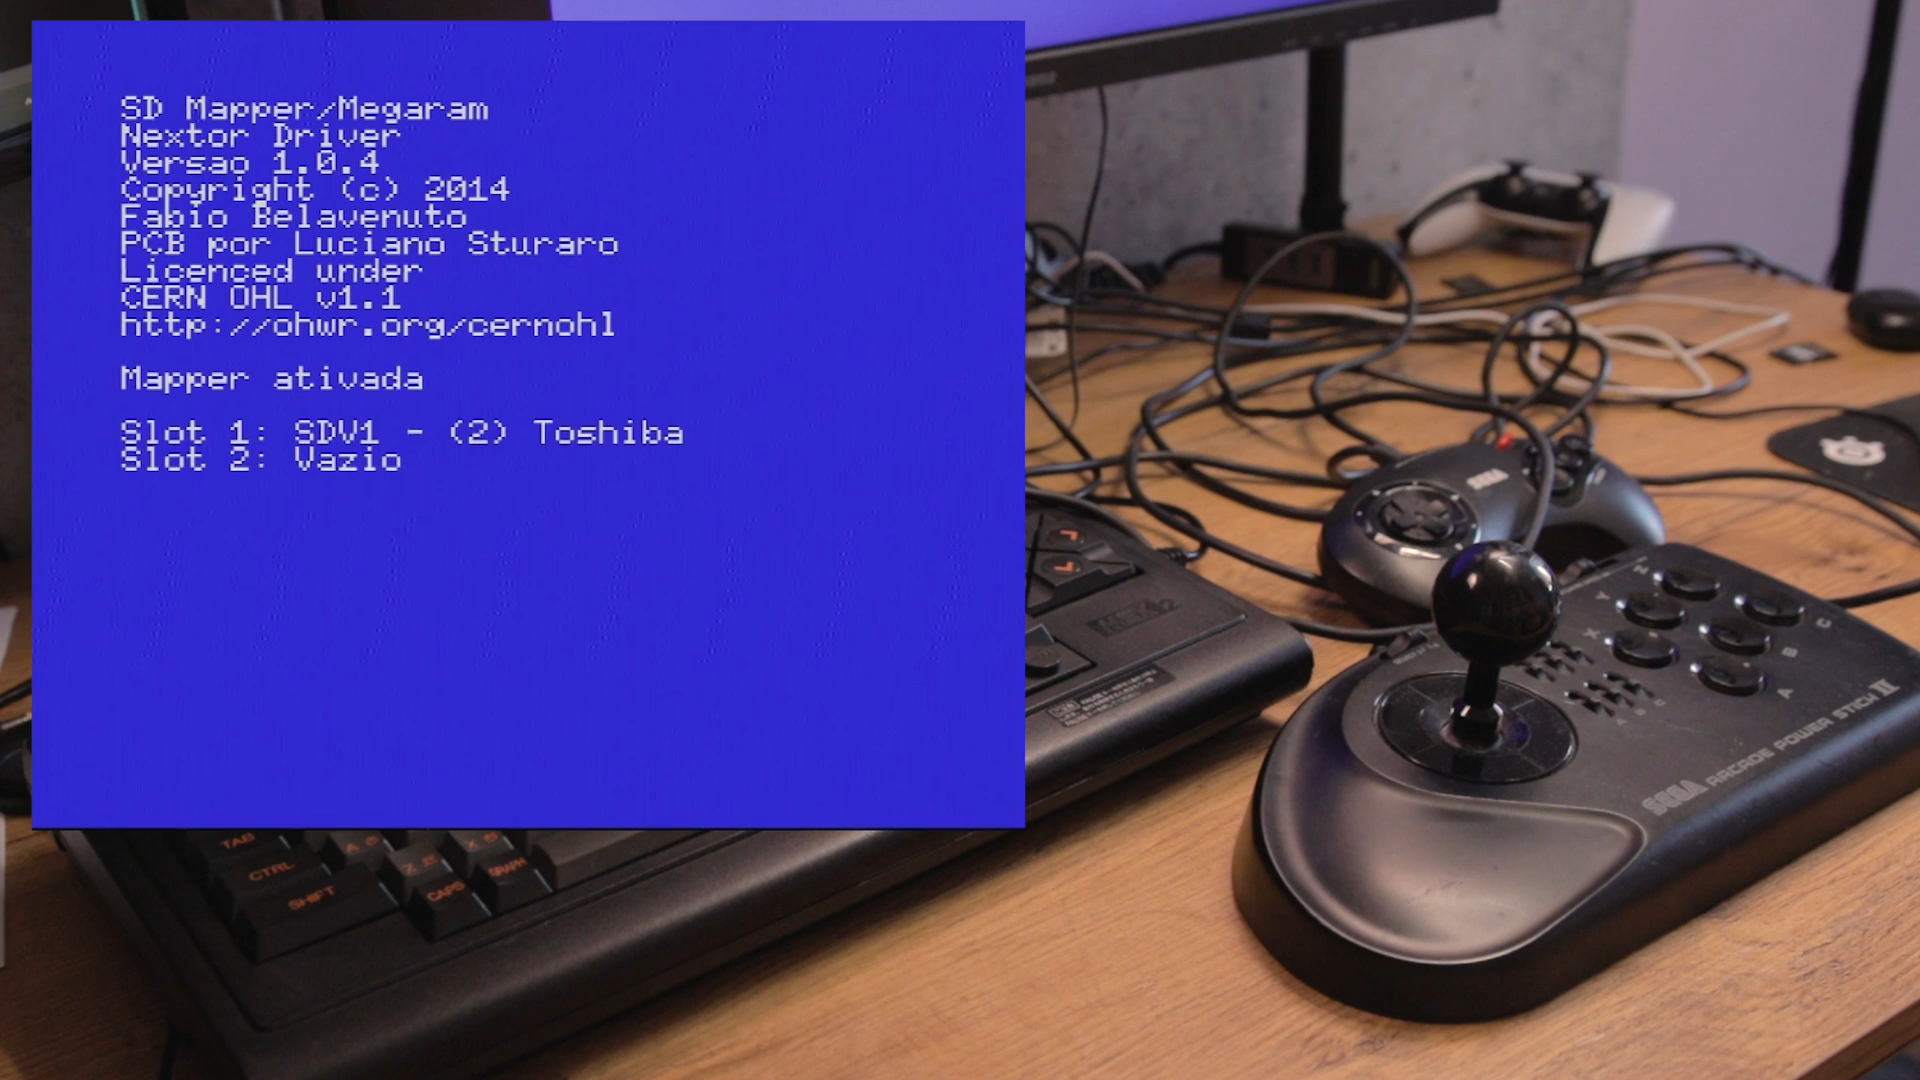 SD Mapper/Megaram
Nextor Driver
Versao 1.0.4
Copyright (c) 2014
Fabio Belavenuto
PCB por Luciano Sturaro
Licenced under
CERN OHL v1.1
http://ohwr.org/cernohl
Mapper ativada
Slot 1: SDV1 - (2) Toshiba
Slot 2: Vazio
SEGA
Z
Y
X
C
B
A
SEGA ARCADE POWER STICK II
TAB
CTRL
SHIFT
A
Z
X
CAPS
GRAPH